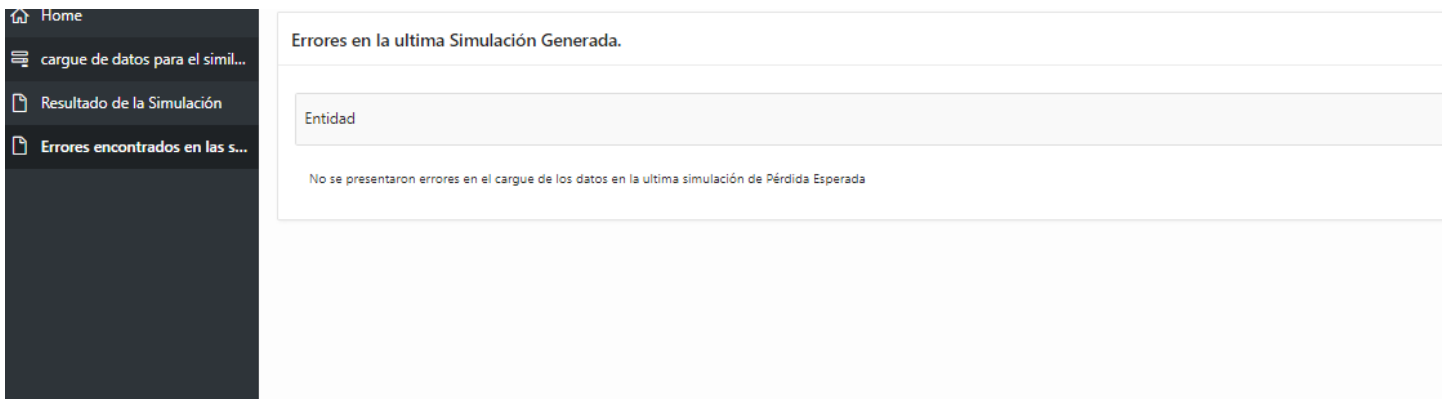 Home
cargue de datos para el simil...
Resultado de la Simulación
Errores encontrados en las s...
Errores en la ultima Simulación Generada.
Entidad
No se presentaron errores en el cargue de los datos en la ultima simulación de Pérdida Esperada